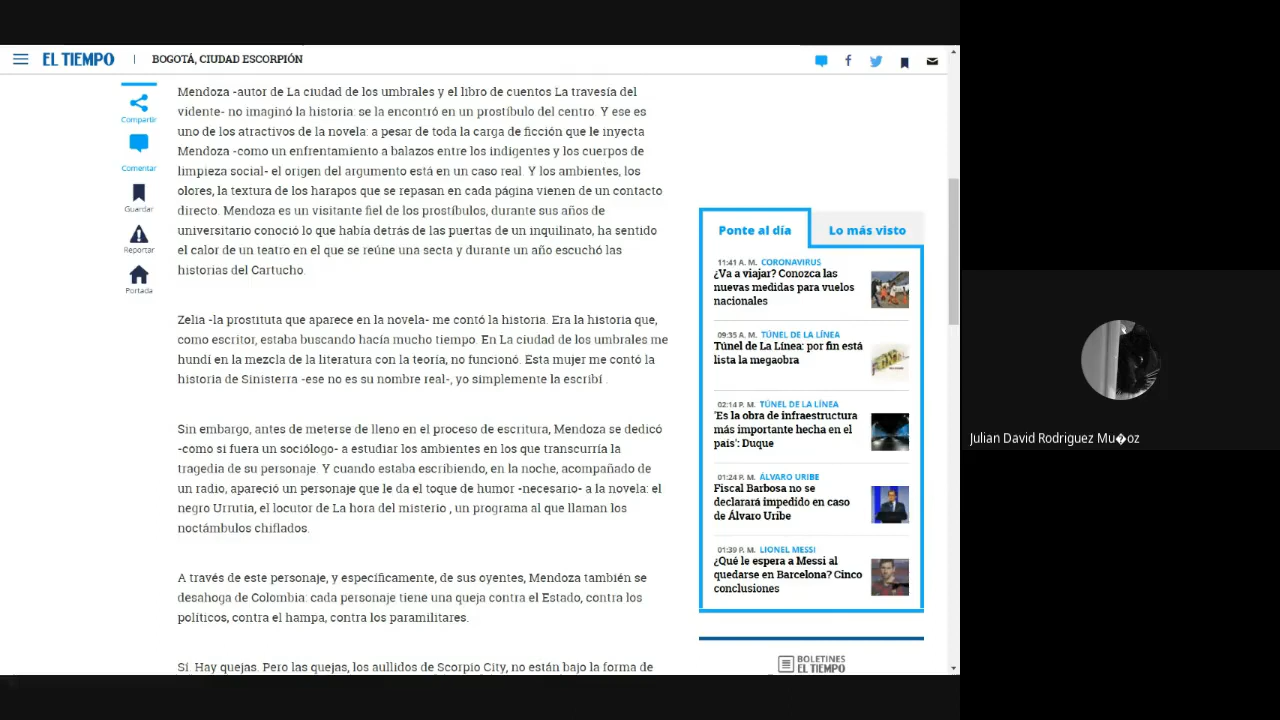 EL TIEMPO | BOGOTÁ, CIUDAD ESCORPIÓN
Compartir
Comentar
Guardar
Reportar
Portada
Mendoza -autor de La ciudad de los umbrales y el libro de cuentos La travesía del
vidente- no imaginó la historia: se la encontró en un prostíbulo del centro. Y ese es
uno de los atractivos de la novela: a pesar de toda la carga de ficción que le inyecta
Mendoza -como un enfrentamiento a balazos entre los indigentes y los cuerpos de
limpieza social- el origen del argumento está en un caso real. Y los ambientes, los
olores, la textura de los harapos que se repasan en cada página vienen de un contacto
directo. Mendoza es un visitante fiel de los prostíbulos, durante sus años de
universitario conoció lo que había detrás de las puertas de un inquilinato, ha sentido
el calor de un teatro en el que se reúne una secta y durante un año escuchó las
historias del Cartucho.
Zelia -la prostituta que aparece en la novela- me contó la historia. Era la historia que,
como escritor, estaba buscando hacía mucho tiempo. En La ciudad de los umbrales me
hundí en la mezcla de la literatura con la teoría, no funcionó. Esta mujer me contó la
historia de Sinisterra -ese no es su nombre real-, yo simplemente la escribí .
Sin embargo, antes de meterse de lleno en el proceso de escritura, Mendoza se dedicó
-como si fuera un sociólogo- a estudiar los ambientes en los que transcurría la
tragedia de su personaje. Y cuando estaba escribiendo, en la noche, acompañado de
un radio, apareció un personaje que le da el toque de humor -necesario- a la novela: el
negro Urrutia, el locutor de La hora del misterio , un programa al que llaman los
noctámbulos chiflados.
A través de este personaje, y específicamente, de sus oyentes, Mendoza también se
desahoga de Colombia: cada personaje tiene una queja contra el Estado, contra los
políticos, contra el hampa, contra los paramilitares.
Sí. Hay quejas. Pero las quejas, los aullidos de Scorpio City, no están bajo la forma de
Ponte al día
Lo más visto
11:41 A. M. CORONAVIRUS
¿Va a viajar? Conozca las
nuevas medidas para vuelos
nacionales
09:35 A. M. TÚNEL DE LA LÍNEA
Túnel de La Línea: por fin está
lista la megaobra
02:14 P. M. TÚNEL DE LA LÍNEA
'Es la obra de infraestructura
más importante hecha en el
país': Duque
01:24 P. M. ÁLVARO URIBE
Fiscal Barbosa no se
declarará impedido en caso
de Álvaro Uribe
01:39 P. M. LIONEL MESSI
¿Qué le espera a Messi al
quedarse en Barcelona? Cinco
conclusiones
BOLETINES
EL TIEMPO
Julian David Rodriguez Mu�oz